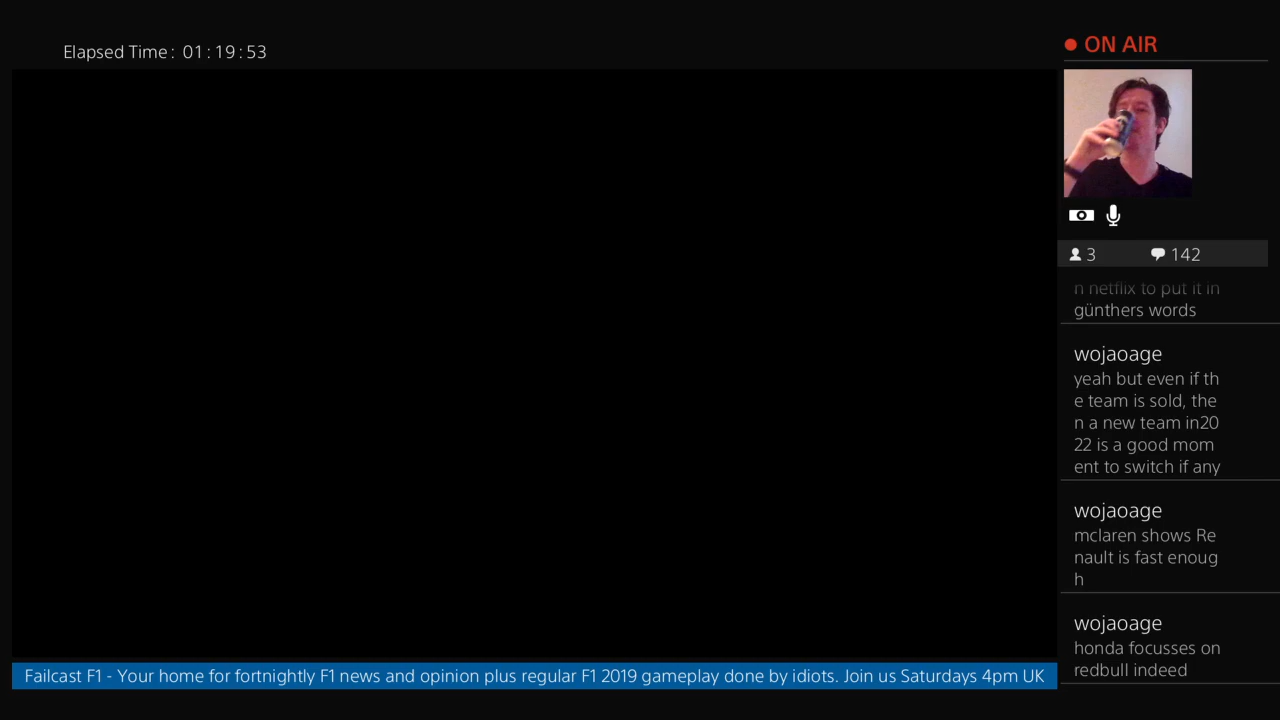 Elapsed Time: 01:19:53
ON AIR
3 142
n netflix to put it in
günthers words
wojaoage
yeah but even if th
e team is sold, the
n a new team in20
22 is a good mom
ent to switch if any
wojaoage
mclaren shows Re
nault is fast enoug
h
wojaoage
honda focusses on
redbull indeed
Failcast F1 - Your home for fortnightly F1 news and opinion plus regular F1 2019 gameplay done by idiots. Join us Saturdays 4pm UK